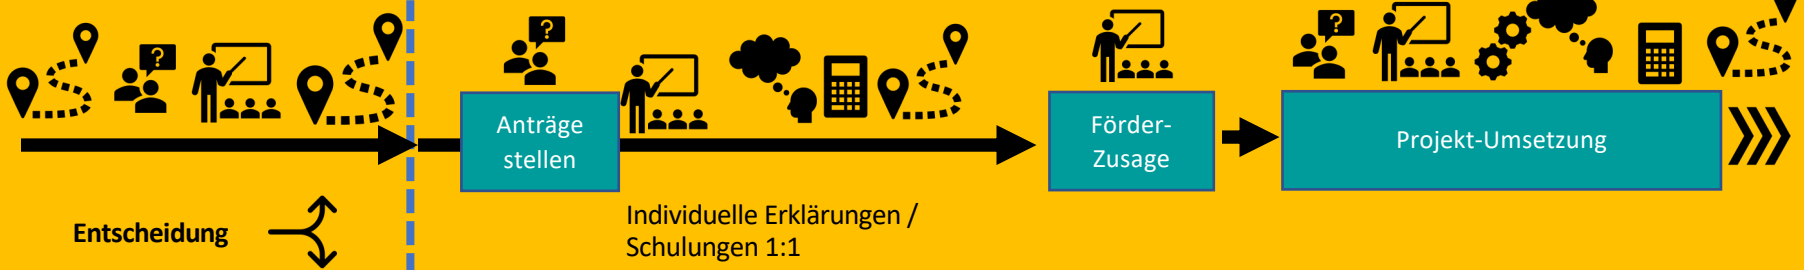 ?
?
?
Anträge
stellen
Förder-
Zusage
Projekt-Umsetzung
Entscheidung
Individuelle Erklärungen /
Schulungen 1:1